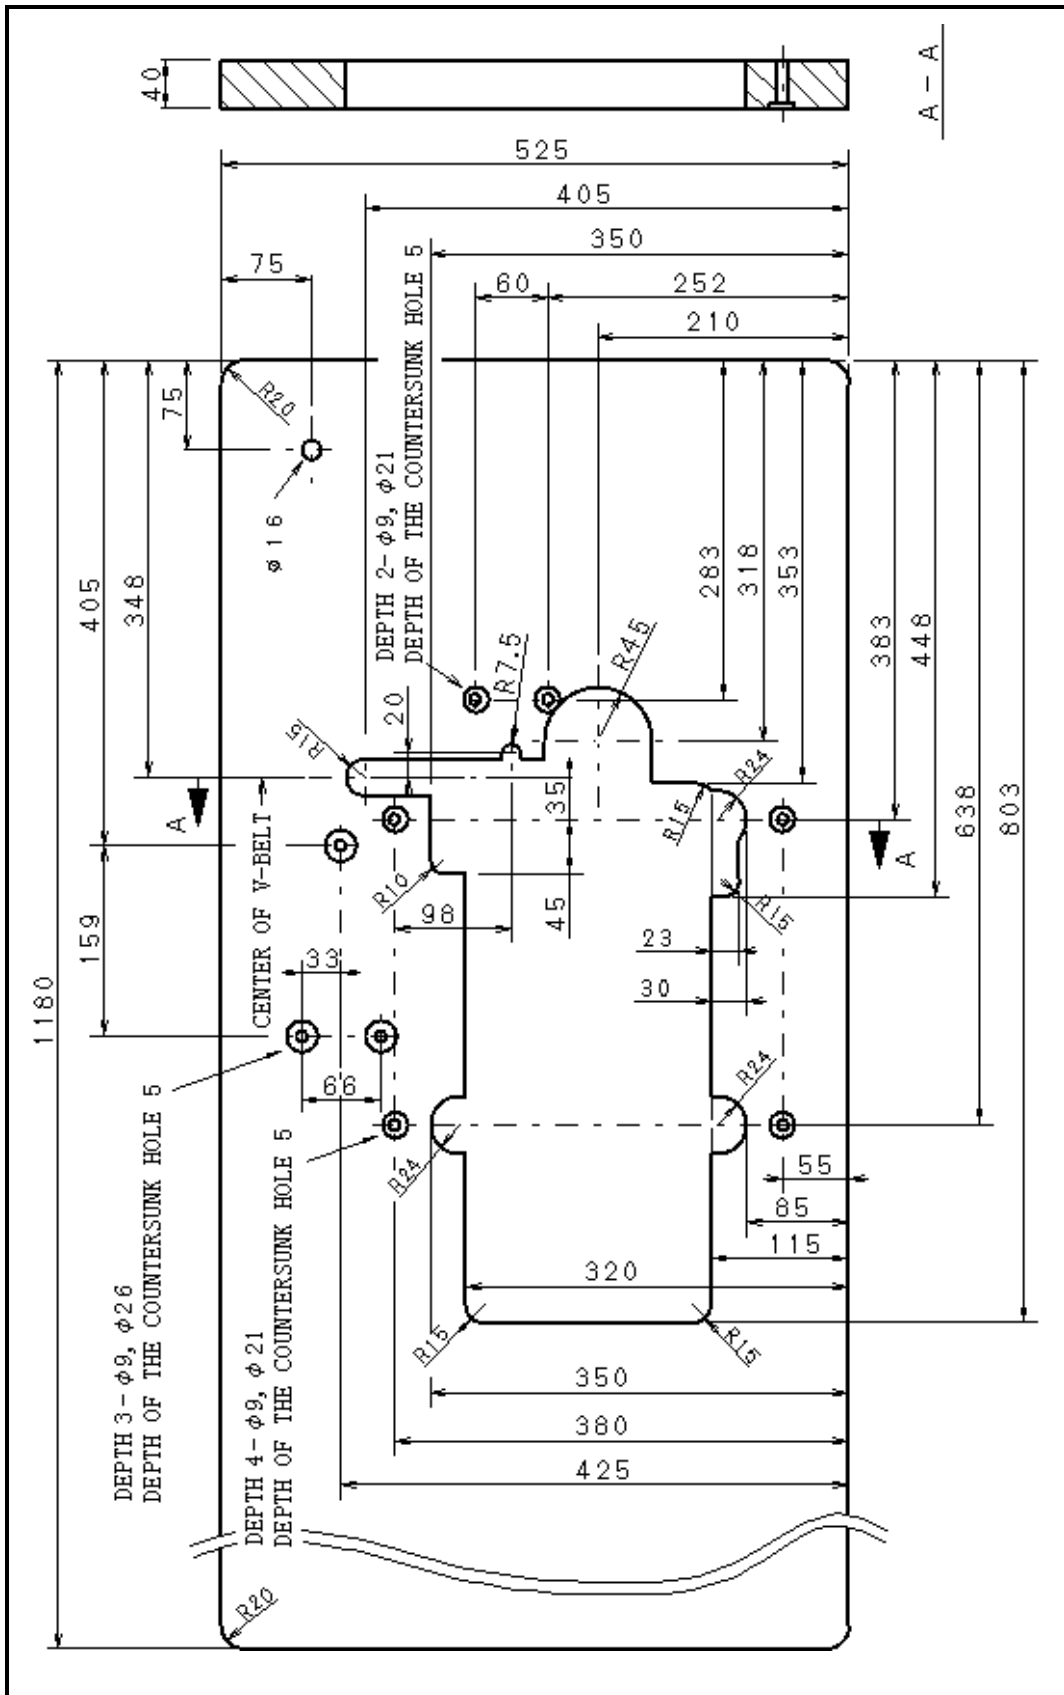 40
A-A
525
405
350
75
60
252
210
R20
75
ø16
DEPTH 2-φ9, φ21
DEPTH OF THE COUNTERSUNK HOLE 5
405
348
283
318
353
383
448
638
803
R7.5
R45
20
R15
R24
R15
35
A
A
CENTER OF V-BELT
R10
45
98
R15
23
159
33
30
1180
66
R24
R24
55
85
115
320
R15
R15
DEPTH 3-φ9, φ26
DEPTH OF THE COUNTERSUNK HOLE 5
DEPTH 4-φ9, φ21
DEPTH OF THE COUNTERSUNK HOLE 5
350
380
425
R20